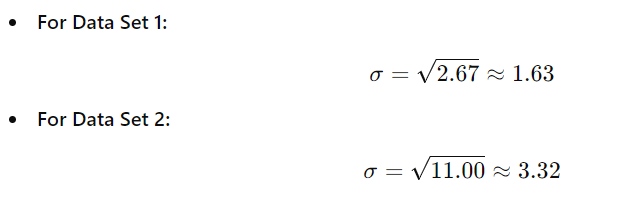 • For Data Set 1:
σ = √2.67 ≈ 1.63
• For Data Set 2:
σ = √11.00 ≈ 3.32